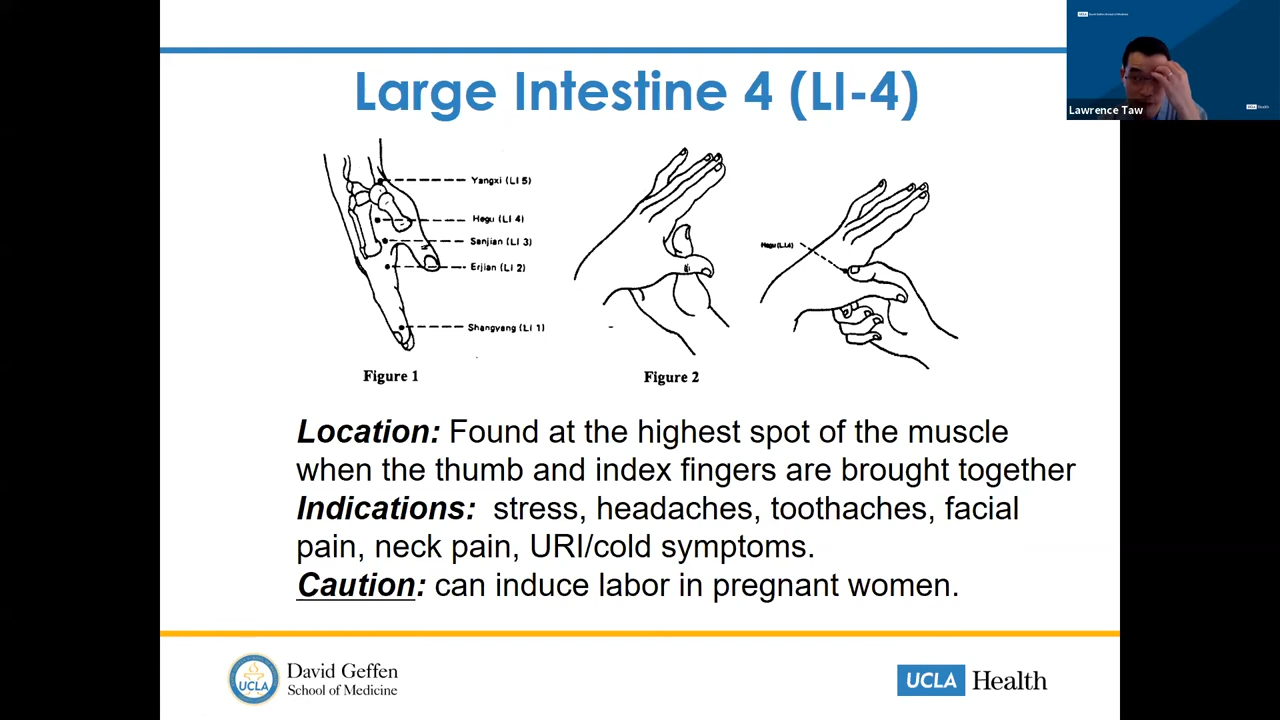 Large Intestine 4 (LI-4)
Lawrence Taw
Yangxi (LI 5)
Hegu (LI 4)
Sanjian (LI 3)
Erjian (LI 2)
Shangyang (LI 1)
Hegu (LI.4)
Figure 1
Figure 2
Location: Found at the highest spot of the muscle
when the thumb and index fingers are brought together
Indications: stress, headaches, toothaches, facial
pain, neck pain, URI/cold symptoms.
Caution: can induce labor in pregnant women.
UCLA
David Geffen
School of Medicine
UCLA Health